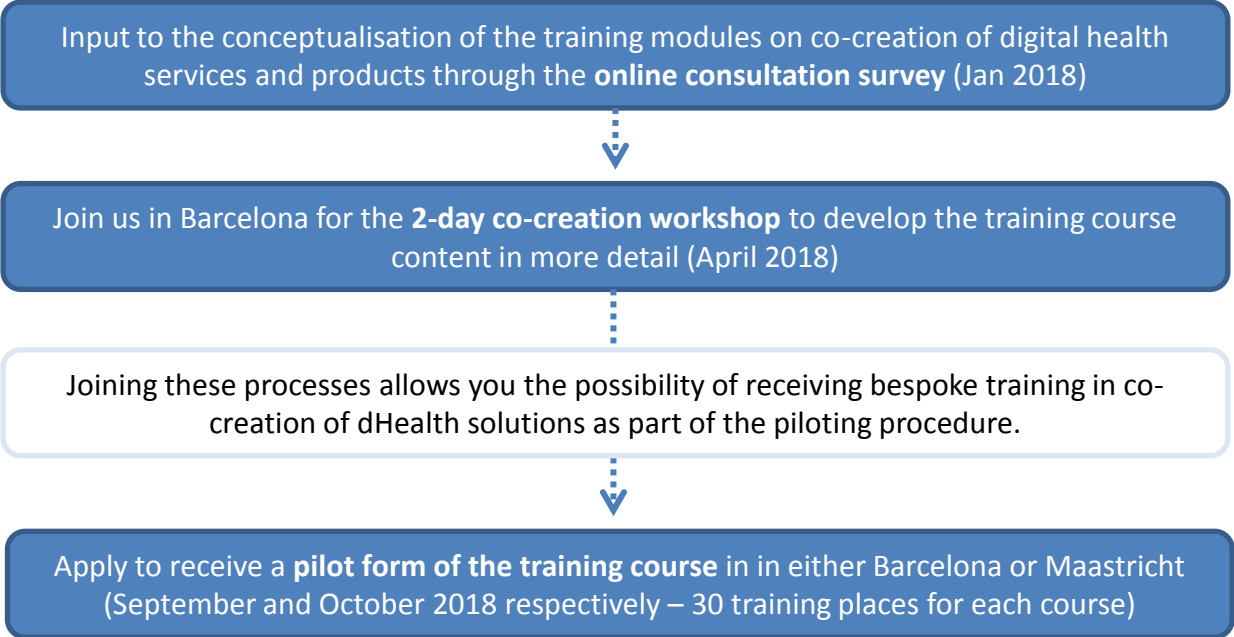 Input to the conceptualisation of the training modules on co-creation of digital health
services and products through the online consultation survey (Jan 2018)
Join us in Barcelona for the 2-day co-creation workshop to develop the training course
content in more detail (April 2018)
Joining these processes allows you the possibility of receiving bespoke training in co-
creation of dHealth solutions as part of the piloting procedure.
Apply to receive a pilot form of the training course in in either Barcelona or Maastricht
(September and October 2018 respectively – 30 training places for each course)